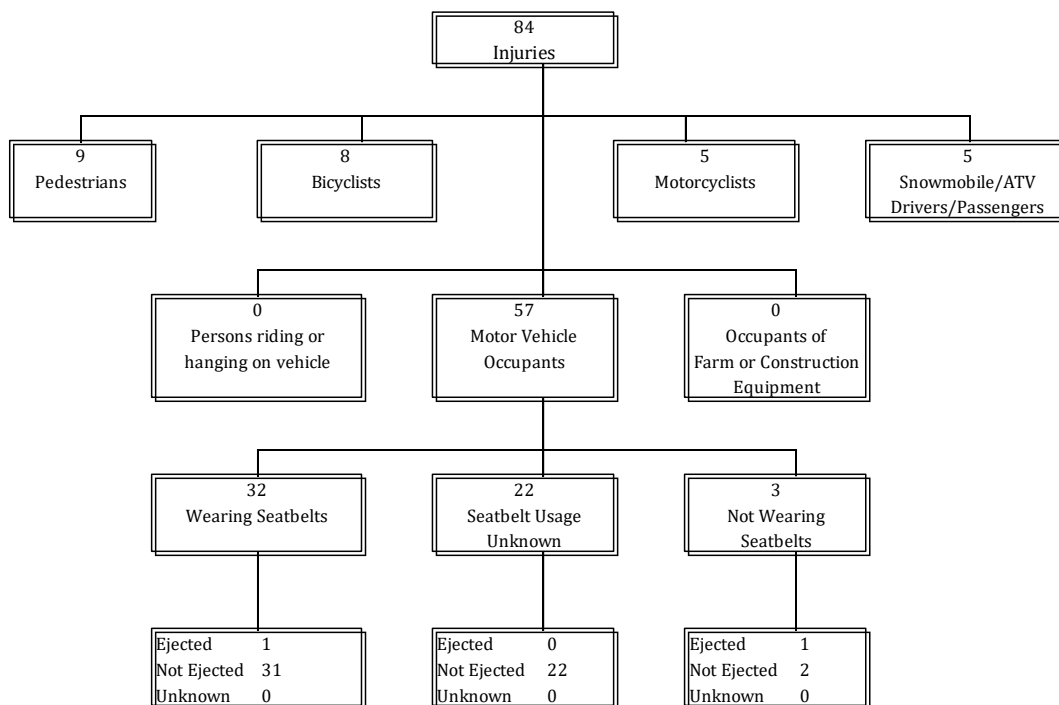 84
Injuries
9
Pedestrians
8
Bicyclists
5
Motorcyclists
5
Snowmobile/ATV
Drivers/Passengers
0
Persons riding or
hanging on vehicle
57
Motor Vehicle
Occupants
0
Occupants of
Farm or Construction
Equipment
32
Wearing Seatbelts
22
Seatbelt Usage
Unknown
3
Not Wearing
Seatbelts
Ejected 1
Not Ejected 31
Unknown 0
Ejected 0
Not Ejected 22
Unknown 0
Ejected 1
Not Ejected 2
Unknown 0